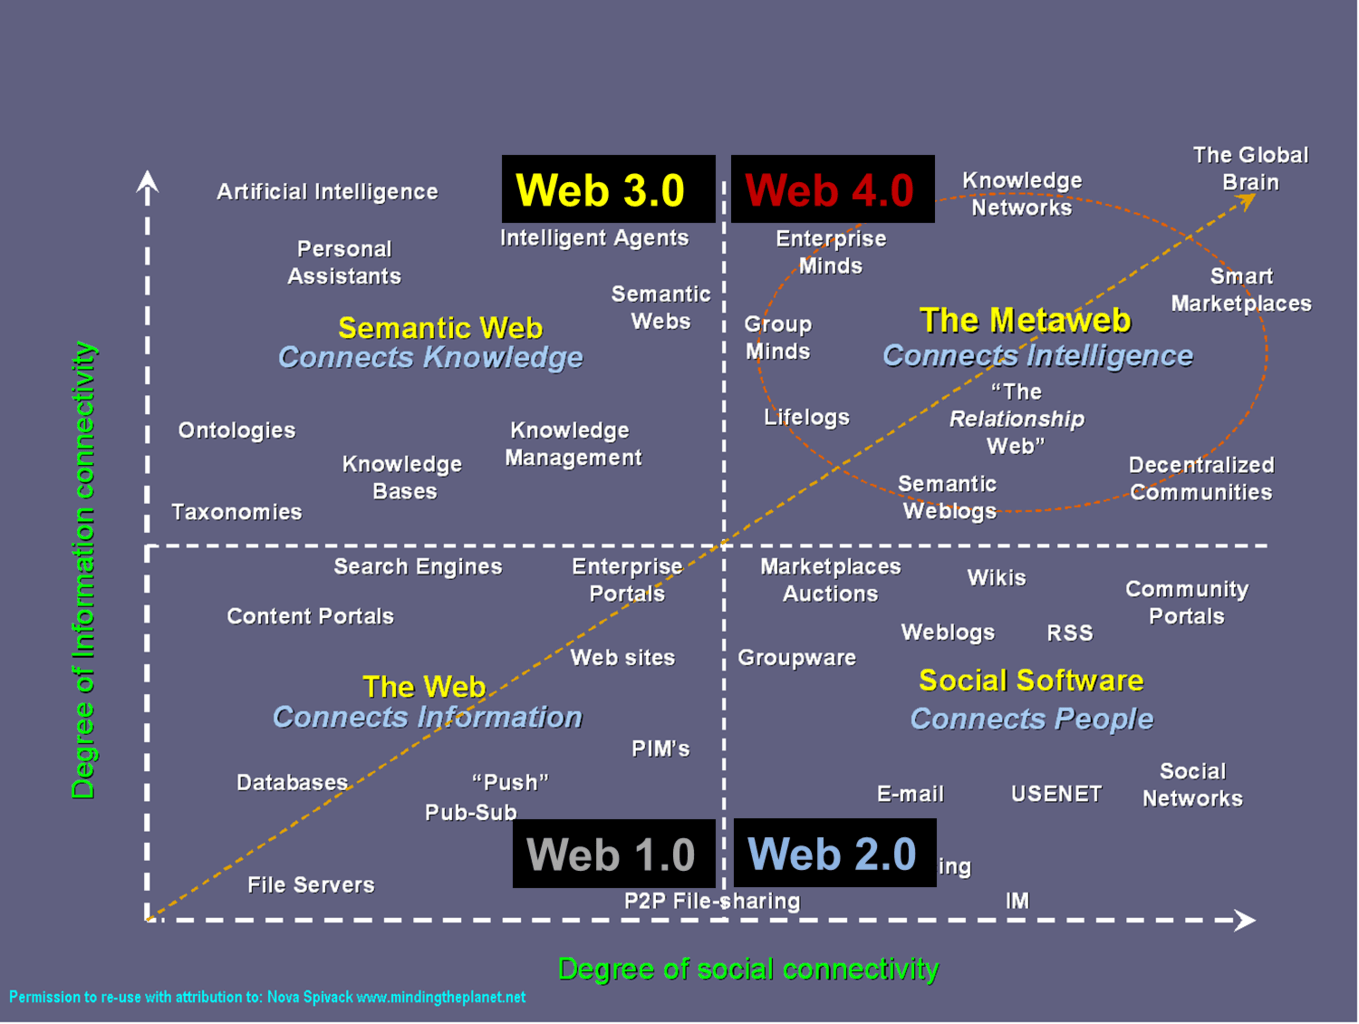 The Global
Brain
Artificial Intelligence
Web 3.0
Web 4.0
Knowledge
Networks
Intelligent Agents
Enterprise
Minds
Personal
Assistants
Semantic
Webs
Smart
Marketplaces
Semantic Web
Connects Knowledge
Group
Minds
The Metaweb
Connects Intelligence
“The
Relationship
Web”
Lifelogs
Ontologies
Knowledge
Management
Knowledge
Bases
Taxonomies
Semantic
Weblogs
Decentralized
Communities
Degree of Information connectivity
Search Engines
Enterprise
Portals
Content Portals
Web sites
The Web
Connects Information
PIM’s
Databases
“Push”
Pub-Sub
Web 1.0
File Servers
P2P File-sharing
Marketplaces
Auctions
Wikis
Community
Portals
Weblogs
RSS
Groupware
Social Software
Connects People
E-mail
USENET
Social
Networks
Web 2.0
ing
IM
Degree of social connectivity
Permission to re-use with attribution to: Nova Spivack www.mindingtheplanet.net